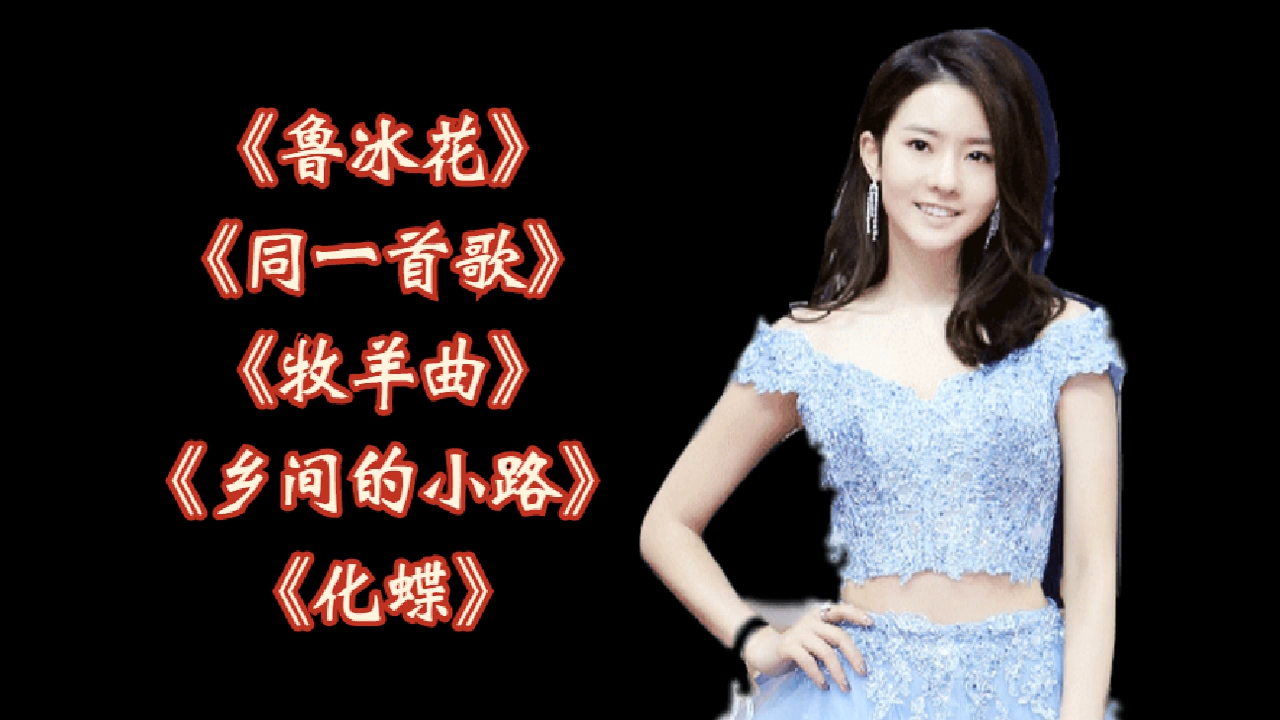 《鲁冰花》
《同一首歌》
《牧羊曲》
《乡间的小路》
《化蝶》